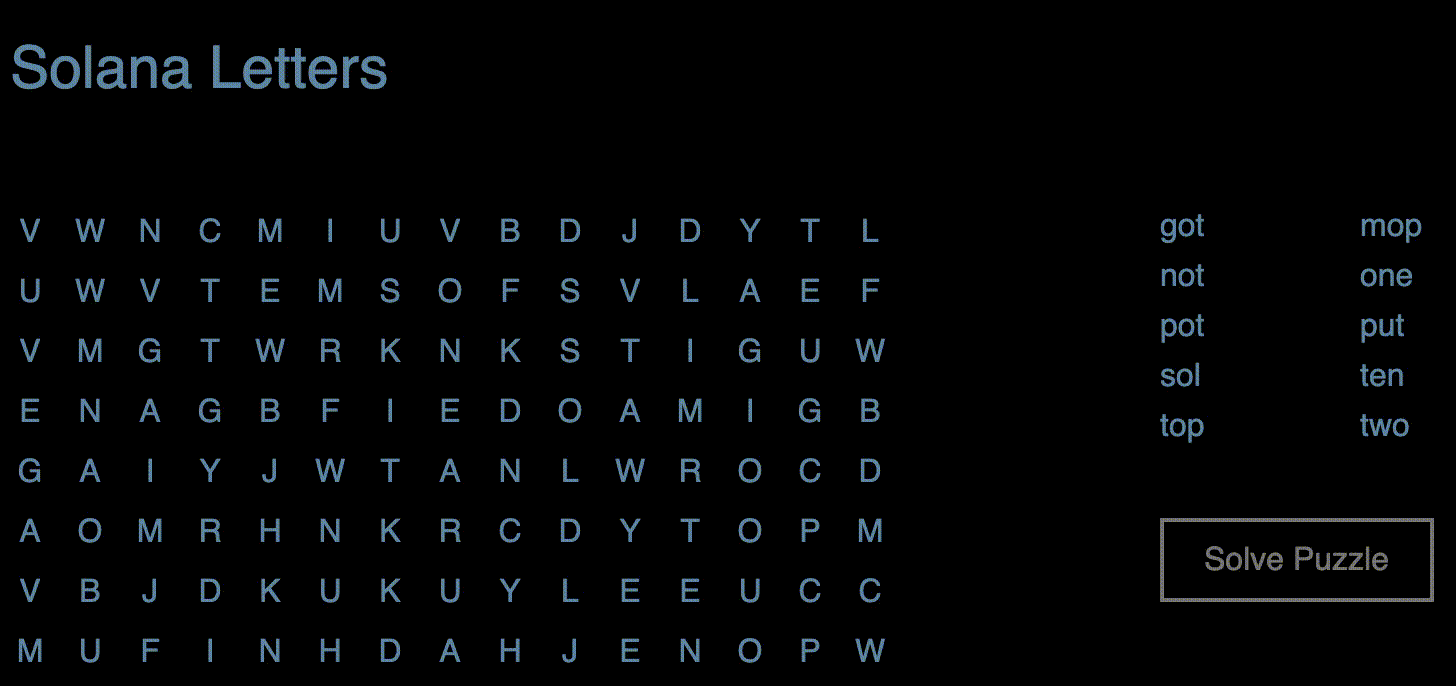 Solana Letters
V W N C M I U V B D J D Y T L
U W V T E M S O F S V L A E F
V M G T W R K N K S T I G U W
E N A G B F I E D O A M I G B
G A I Y J W T A N L W R O C D
A O M R H N K R C D Y T O P M
V B J D K U K U Y L E E U C C
M U F I N H D A H J E N O P W
got mop
not one
pot put
sol ten
top two
Solve Puzzle